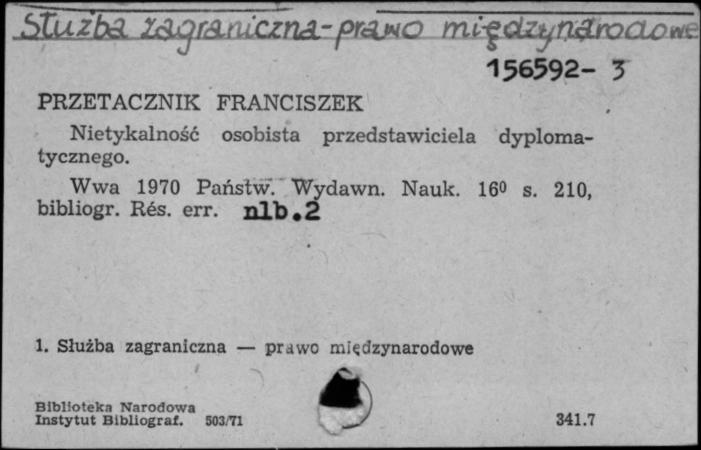 Służba zagraniczna-prawo międzynarodowe
156592-3
PRZETACZNIK FRANCISZEK
Nietykalność osobista przedstawiciela dyploma-
tycznego.
Wwa 1970 Państw. Wydawn. Nauk. 16⁰ s. 210,
bibliogr. Rés. err. nlb.2
1. Służba zagraniczna — prawo międzynarodowe
Biblioteka Narodowa
Instytut Bibliograf. 503/71
341.7